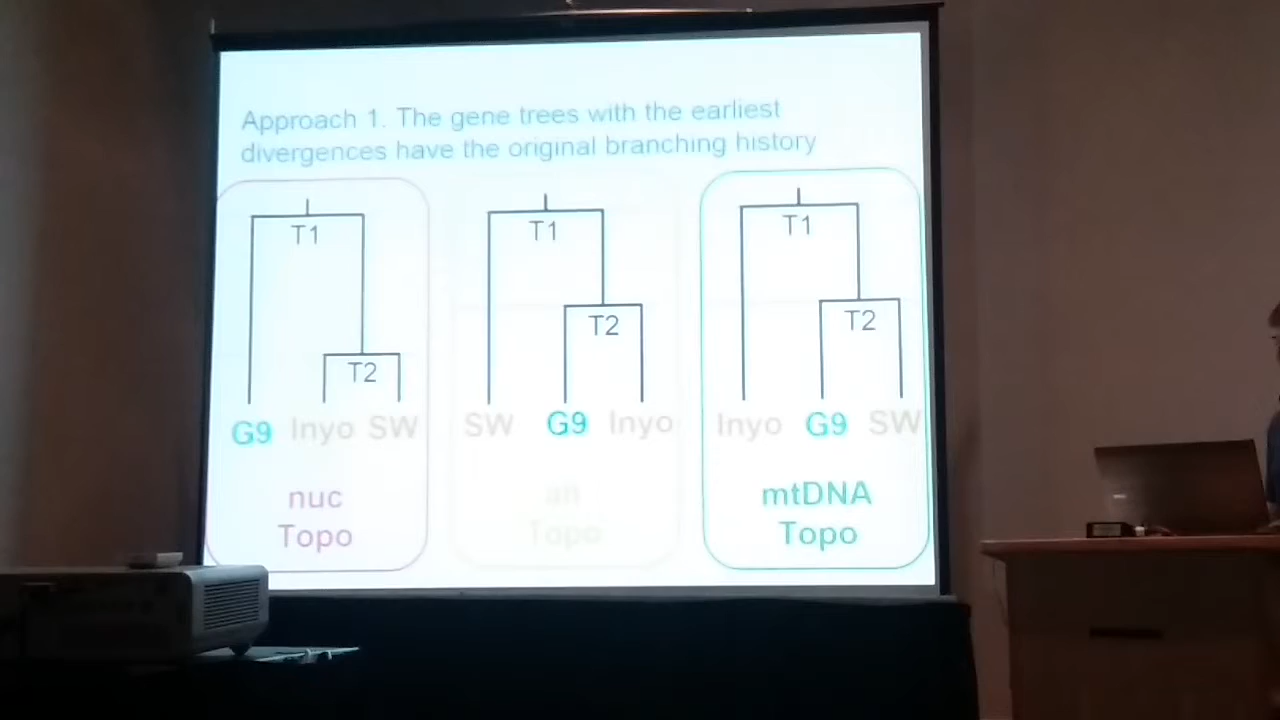 Approach 1. The gene trees with the earliest
divergences have the original branching history
T1
T2
G9 Inyo SW
nuc
Topo
T1
T2
SW G9 Inyo
Topo
T1
T2
Inyo G9 SW
mtDNA
Topo